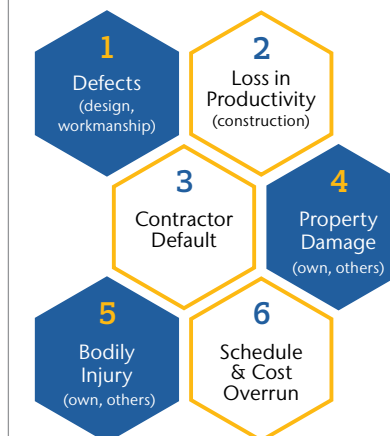 1
Defects
(design,
workmanship)
2
Loss in
Productivity
(construction)
3
Contractor
Default
4
Property
Damage
(own, others)
5
Bodily
Injury
(own, others)
6
Schedule
& Cost
Overrun